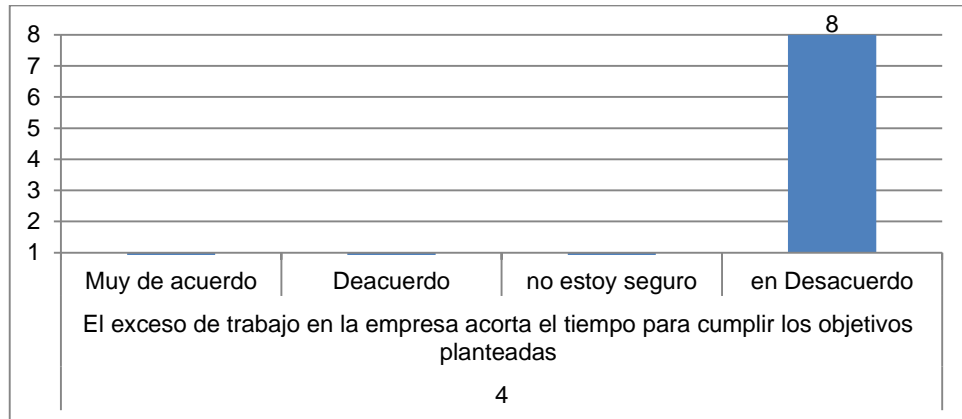 8
8
7
6
5
4
3
2
1
Muy de acuerdo
Deacuerdo
no estoy seguro
en Desacuerdo
El exceso de trabajo en la empresa acorta el tiempo para cumplir los objetivos
planteadas
4